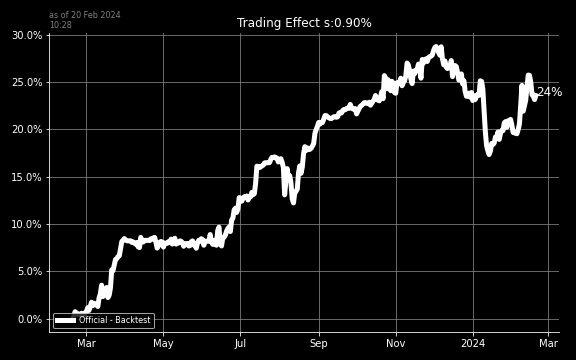 as of 20 Feb 2024
10:28
Trading Effect s:0.90%
30.0%
25.0%
20.0%
15.0%
10.0%
5.0%
0.0%
24%
Official - Backtest
Mar May Jul Sep Nov 2024 Mar